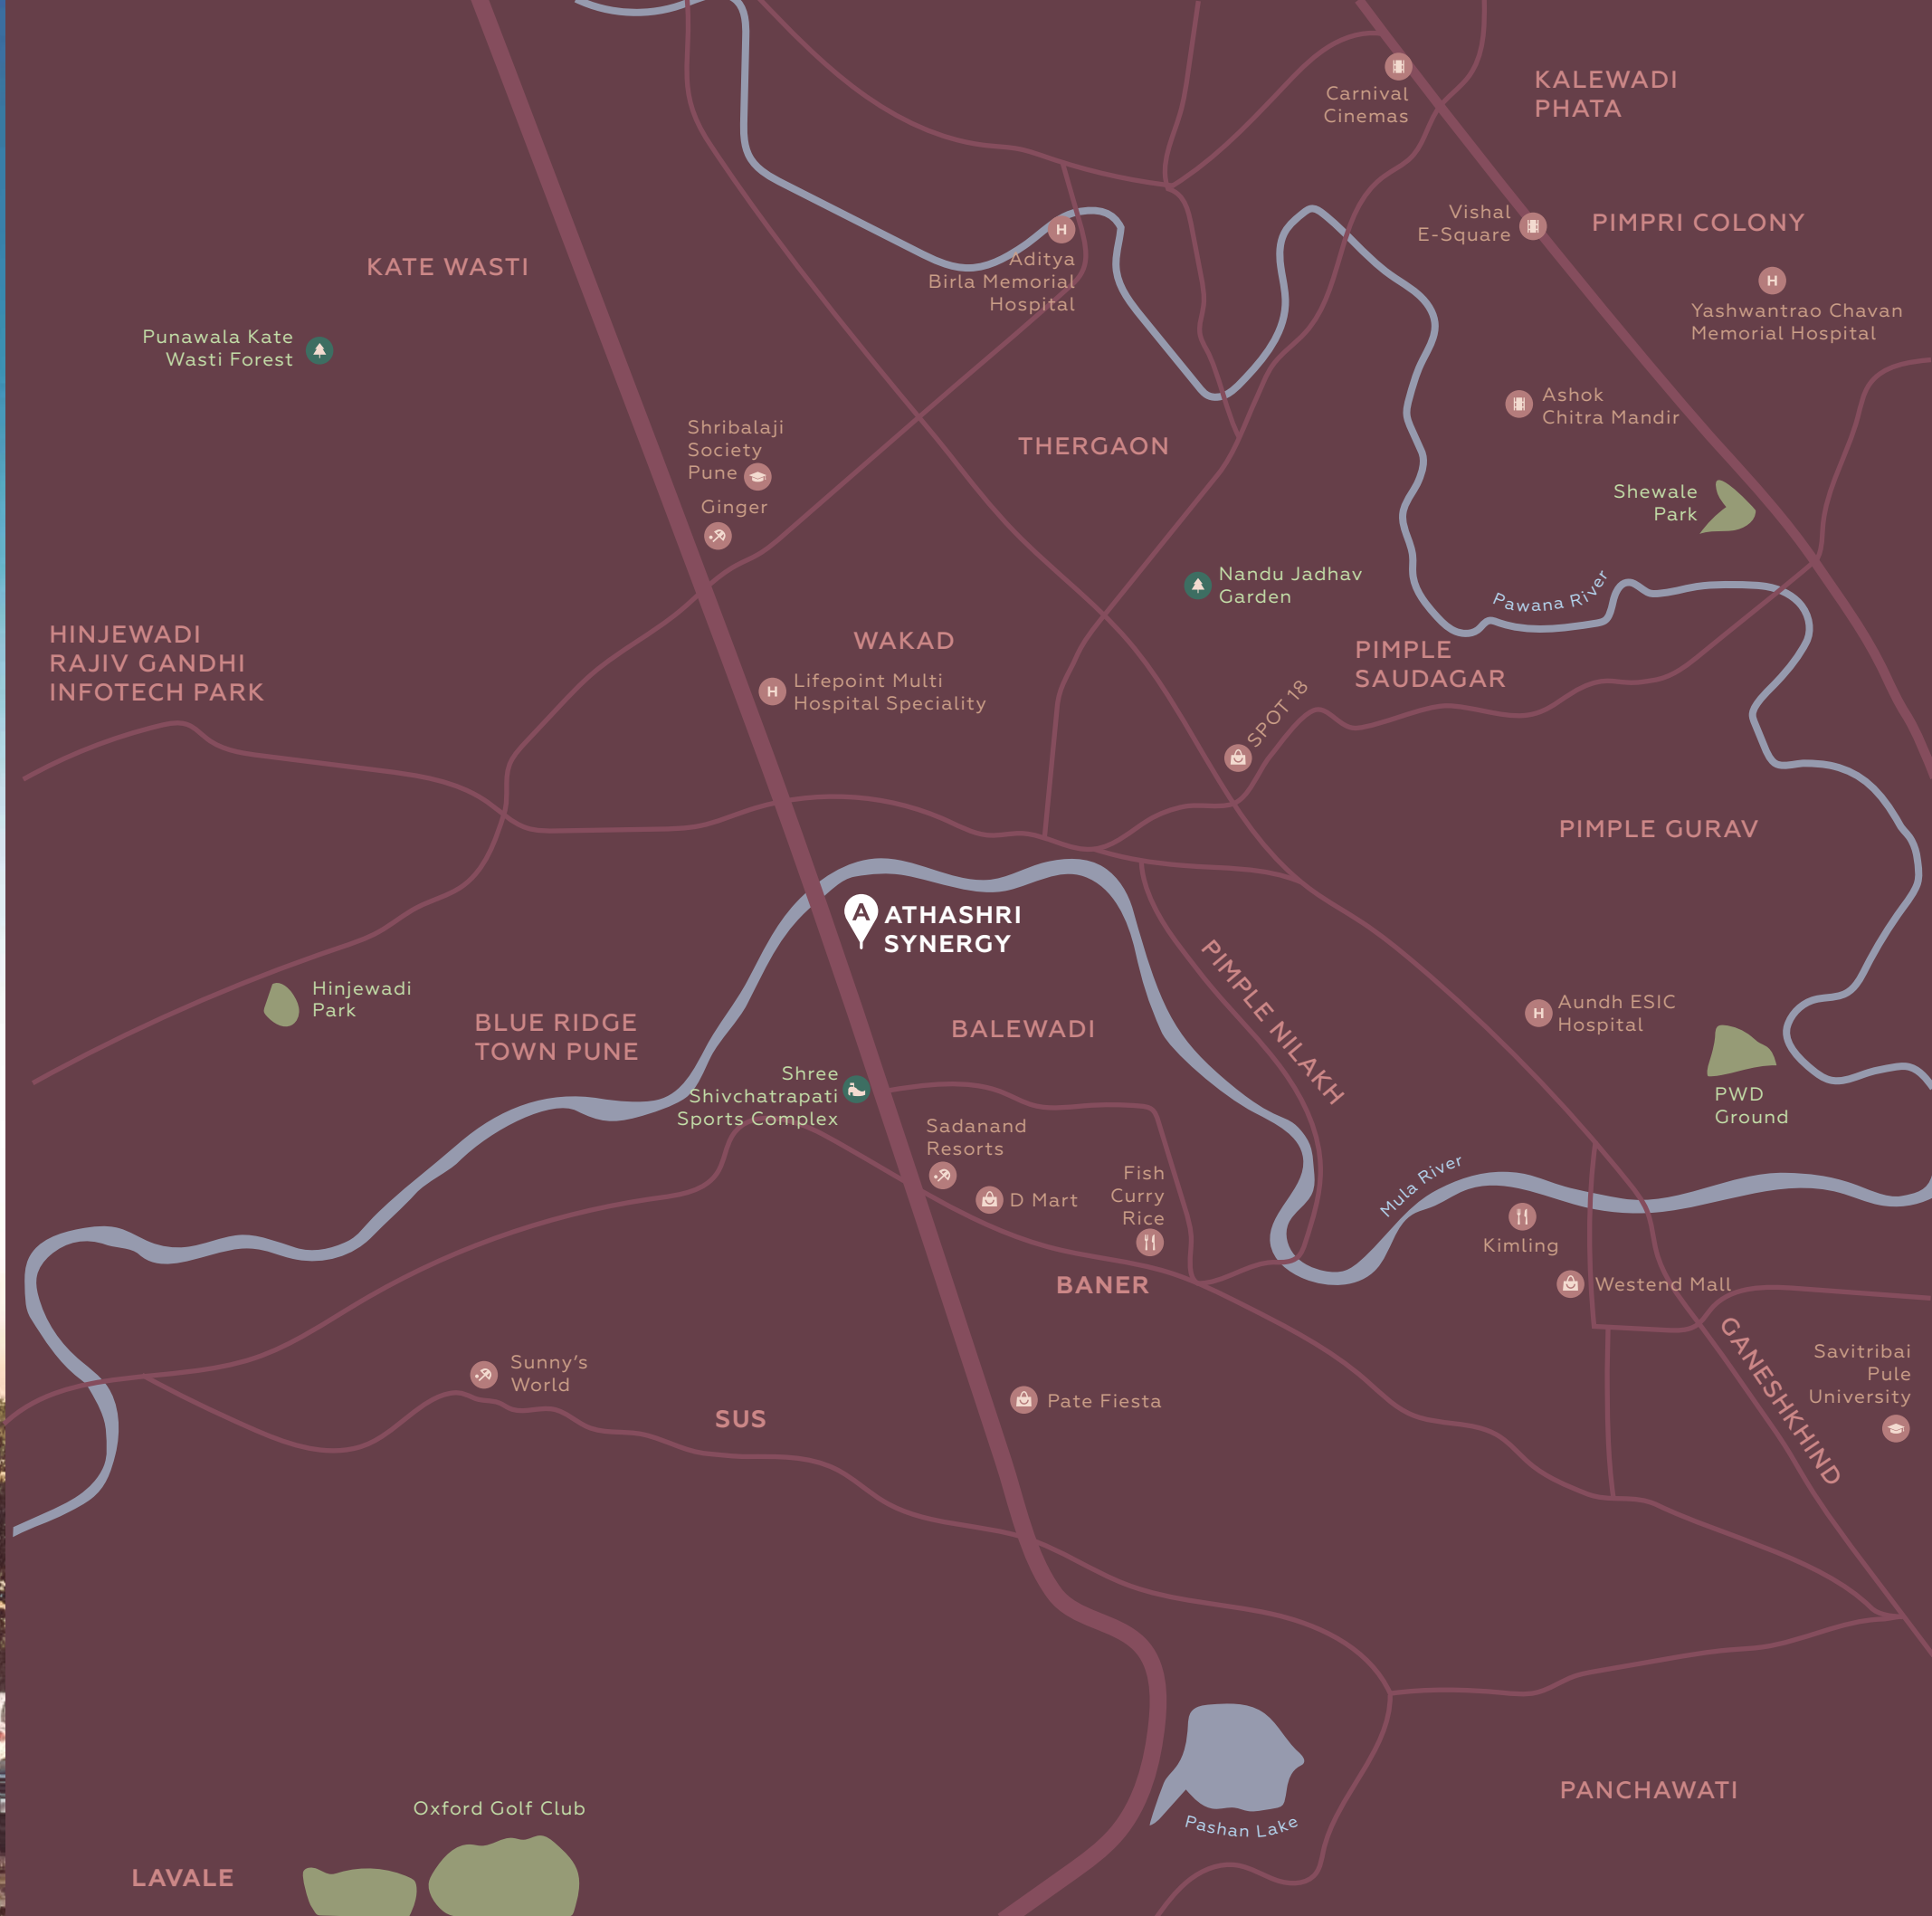 Carnival
Cinemas
KALEWADI
PHATA
Vishal
E-Square
PIMPRI COLONY
H
Aditya
Birla Memorial
Hospital
KATE WASTI
H
Yashwantrao Chavan
Memorial Hospital
Punawala Kate
Wasti Forest
Ashok
Chitra Mandir
Shribalaji
Society
Pune
THERGAON
Ginger
Shewale
Park
Nandu Jadhav
Garden
Pawana River
HINJEWADI
RAJIV GANDHI
INFOTECH PARK
WAKAD
PIMPLE
SAUDAGAR
H
Lifepoint Multi
Hospital Speciality
SPOT 18
PIMPLE GURAV
A
ATHASHRI
SYNERGY
PIMPLE NILAKH
Hinjewadi
Park
BLUE RIDGE
TOWN PUNE
BALEWADI
H
Aundh ESIC
Hospital
Shree
Shivchatrapati
Sports Complex
PWD
Ground
Sadanand
Resorts
Fish
Curry
Rice
D Mart
Mula River
Kimling
BANER
Westend Mall
GANESHKHIND
Savitribai
Pule
University
Sunny's
World
Pate Fiesta
SUS
PANCHAWATI
Oxford Golf Club
Pashan Lake
LAVALE